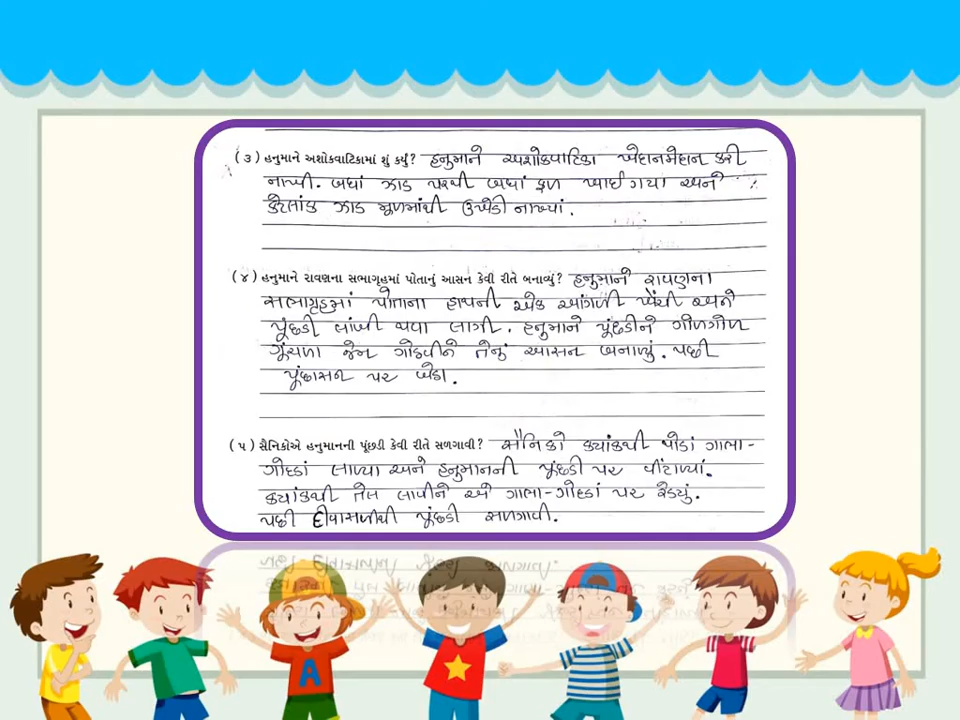 (૩) હનુમાને અશોકવાટિકામાં શું કર્યું? હનુમાને અશોકવાટિકા ખેદાનમેદાન કરી
નાખી. બધાં ઝાડ પરથી બધાં ફળ ખાઈ ગયા અને
કેટલાંક ઝાડ મૂળમાંથી ઉખેડી નાખ્યાં.
(૪) હનુમાને રાવણના સભાગૃહમાં પોતાનું આસન કેવી રીતે બનાવ્યું? હનુમાને રાવણના
સભાગૃહમાં પોતાના હાથની એક આંગળી ખેંચી અને
પૂંછડી લાંબી થવા લાગી. હનુમાને પૂંછડીને ગોળગોળ
ગૂંચળા જેમ ગોઠવીને તેનું આસન બનાવ્યું. પછી
પૂંછાસન પર બેઠા.
(૫) સૈનિકોએ હનુમાનની પૂંછડી કેવી રીતે સળગાવી? સૈનિકો ક્યાંકથી થોડાં ગાભા-
ગોદડાં લાવ્યા અને હનુમાનની પૂંછડી પર વીંટાળ્યાં.
ક્યાંકથી તેલ લાવીને એ ગાભા-ગોદડાં પર રેડ્યું.
પછી દીવાસળીથી પૂંછડી સળગાવી.
A